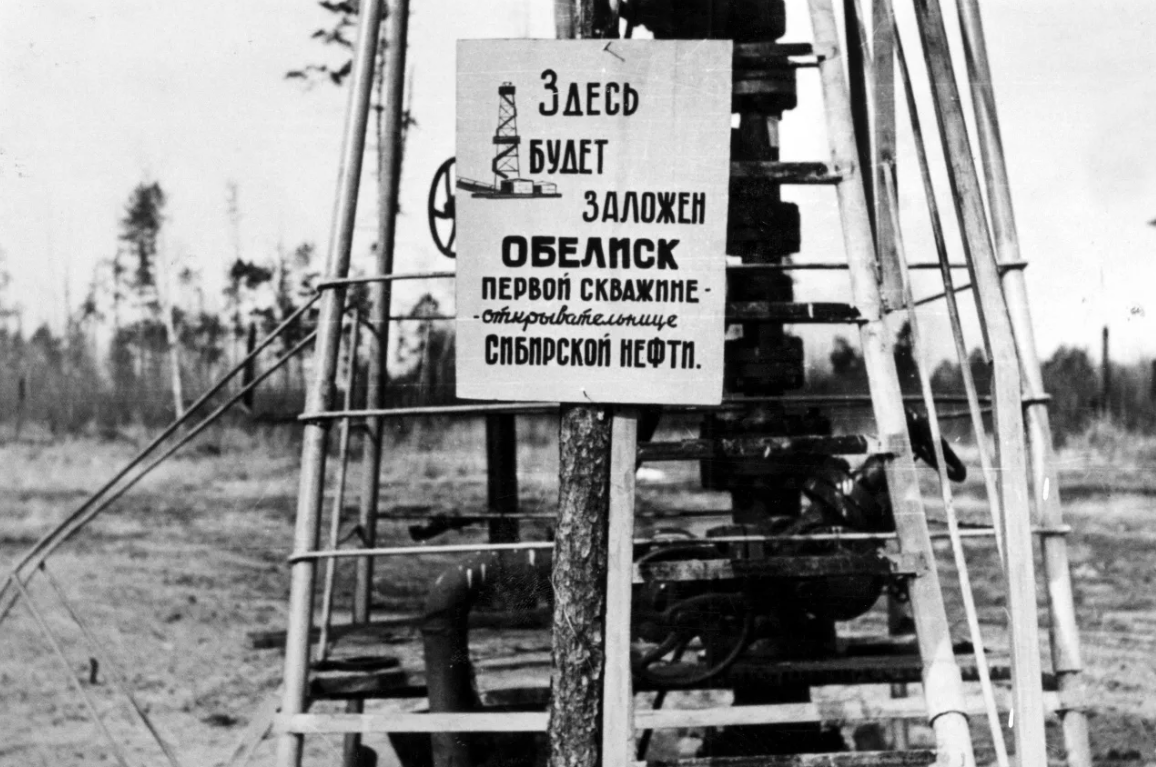 Здесь
будет
заложен
ОБЕЛИСК
ПЕРВОЙ СКВАЖИНЕ-
-открывательнице
СИБИРСКОЙ НЕФТИ.